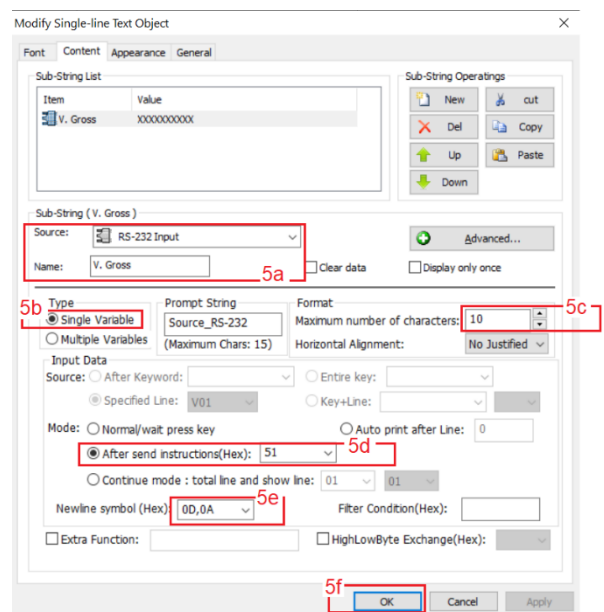 Modify Single-line Text Object
Font Content Appearance General
Sub-String List Sub-String Operatings
Item Value
V. Gross XXXXXXXXXX
New cut
Del Copy
Up Paste
Down
Sub-String ( V. Gross )
Source: RS-232 Input Advanced...
Name: V. Gross 5a Clear data Display only once
5b Type Prompt String Format 5c
Single Variable Source_RS-232 Maximum number of characters: 10
Multiple Variables (Maximum Chars: 15) Horizontal Alignment: No Justified
Input Data
Source: After Keyword: Entire key:
Specified Line: V01 Key+Line:
Mode: Normal/wait press key Auto print after Line: 0
After send instructions(Hex): 51 5d
Continue mode : total line and show line: 01 01
Newline symbol (Hex): 0D,0A 5e Filter Condition(Hex):
Extra Function: HighLowByte Exchange(Hex):
5f
OK Cancel Apply